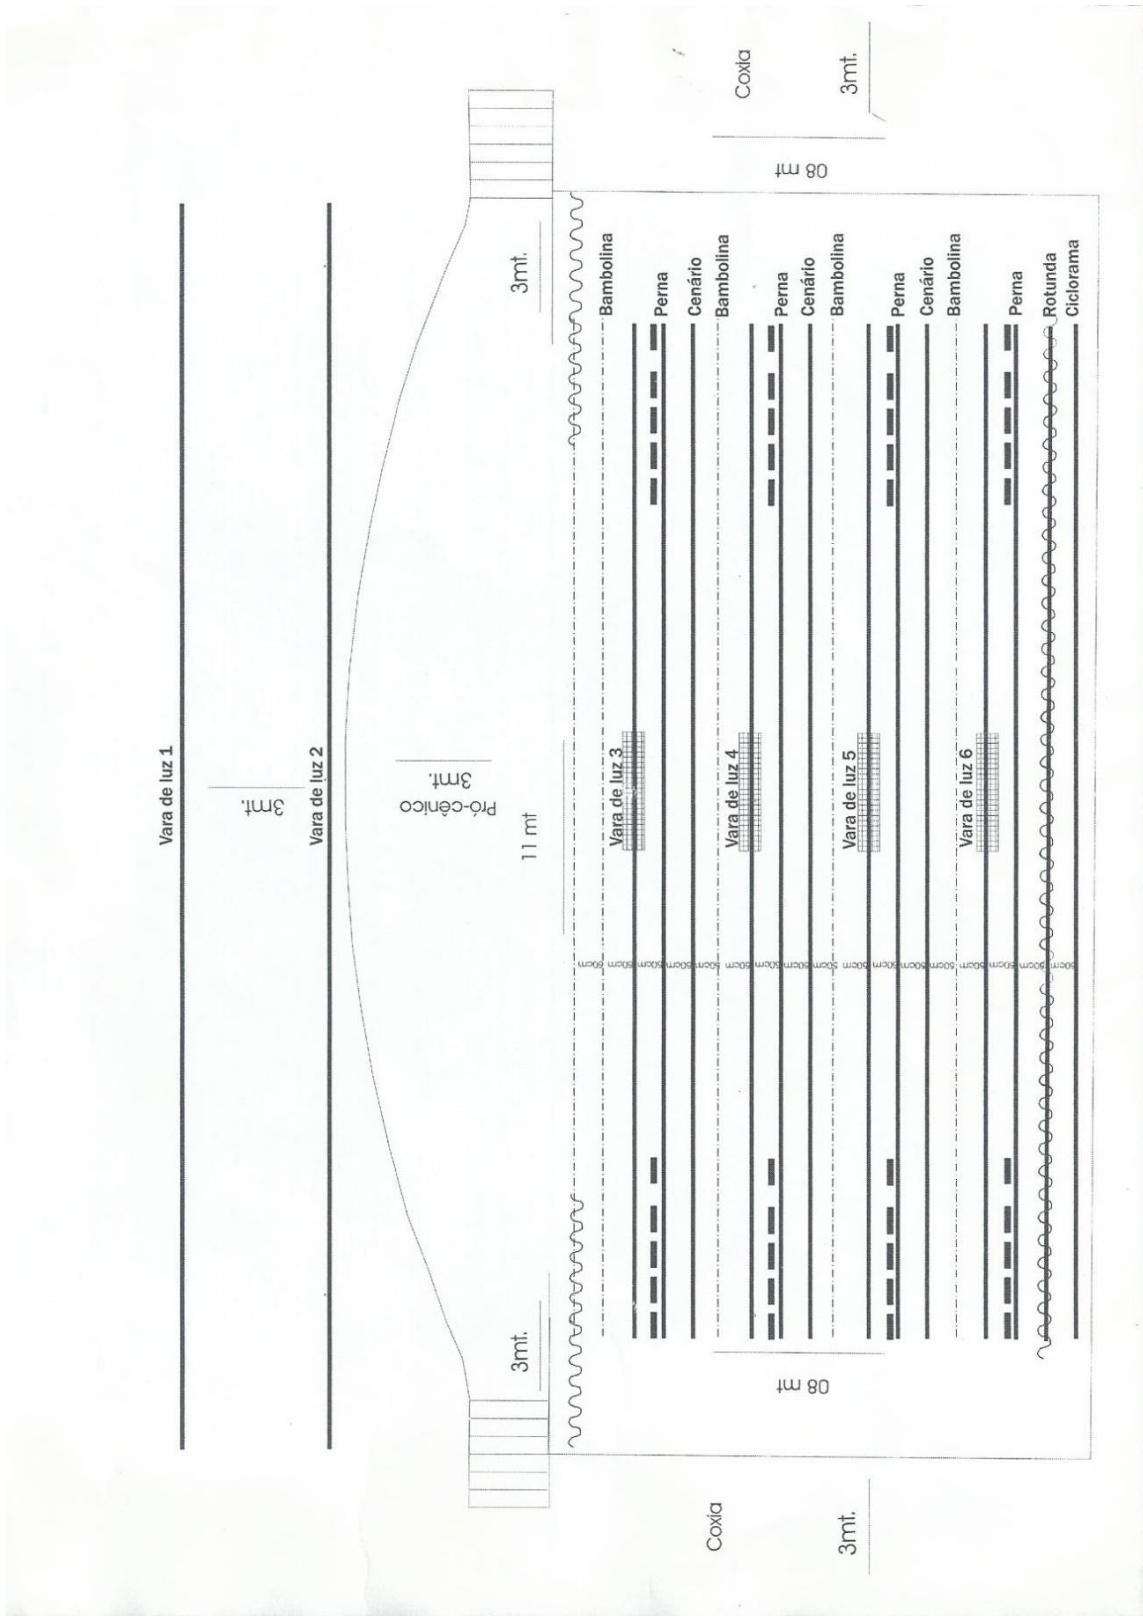 Vara de luz 1
3mt.
Vara de luz 2
Pró-cênico
3mt.
3mt.
11 mt
3mt.
Bambolina
Vara de luz 3
Perna
Cenário
Bambolina
Vara de luz 4
Perna
Cenário
Bambolina
Vara de luz 5
Perna
Cenário
Bambolina
Vara de luz 6
Perna
Rotunda
Ciclorama
Coxia
08 mt
08 mt
Coxia
3mt.
3mt.